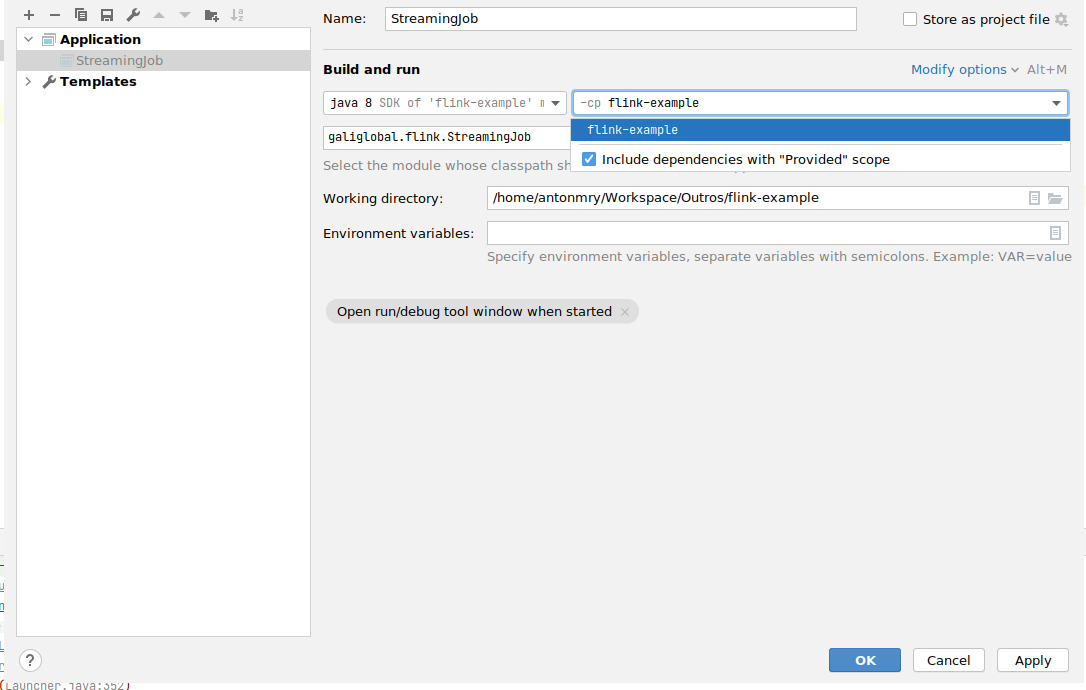 Name: StreamingJob Store as project file
Application
StreamingJob
Templates
Build and run Modify options Alt+M
java 8 SDK of 'flink-example' -cp flink-example
flink-example
galiglobal.flink.StreamingJob
Include dependencies with "Provided" scope
Select the module whose classpath
Working directory: /home/antonmry/Workspace/Outros/flink-example
Environment variables:
Specify environment variables, separate variables with semicolons. Example: VAR=value
Open run/debug tool window when started
?
OK Cancel Apply
(Launcher.java:352)